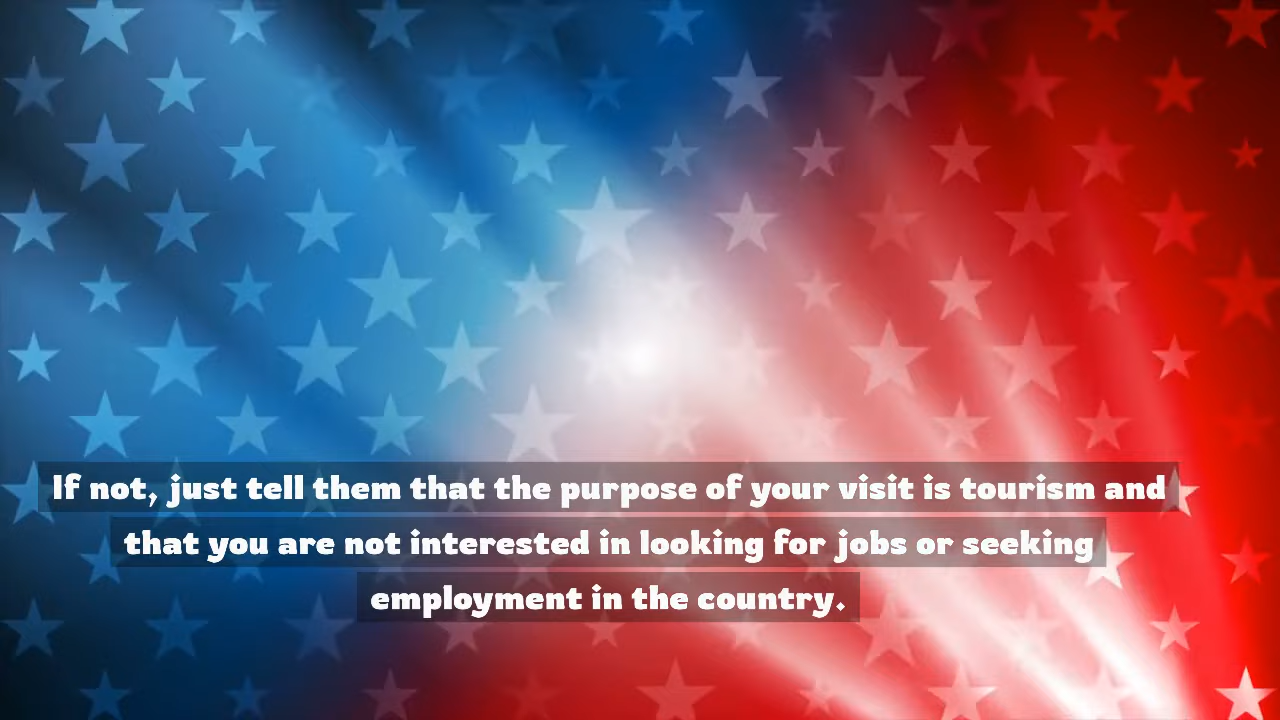 If not, just tell them that the purpose of your visit is tourism and
that you are not interested in looking for jobs or seeking
employment in the country.